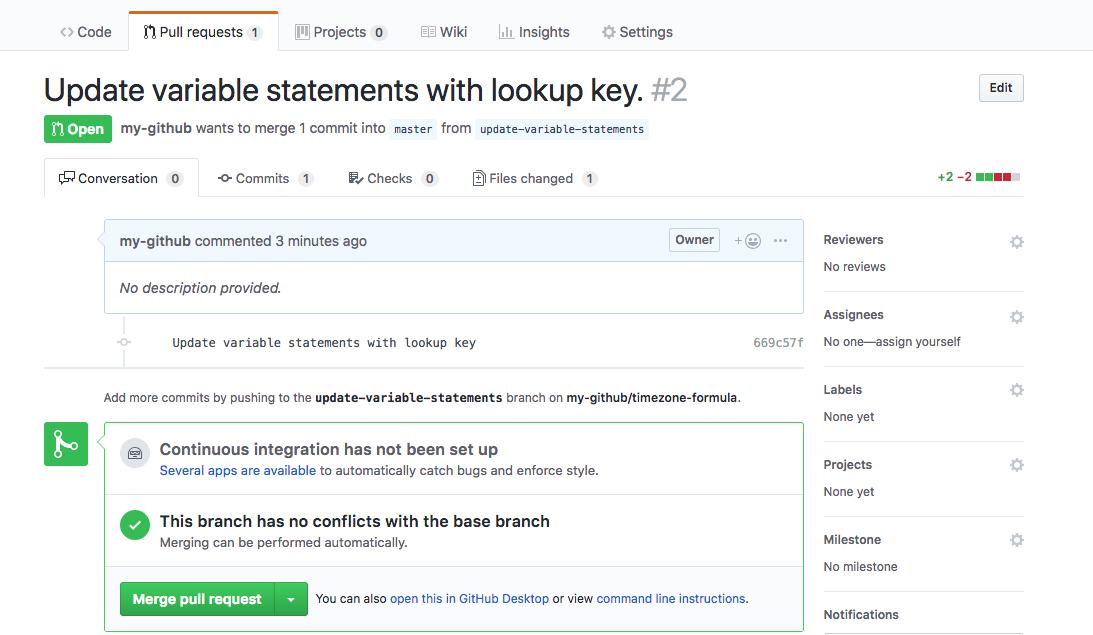 Code Pull requests 1 Projects 0 Wiki Insights Settings
Update variable statements with lookup key. #2
Edit
Open my-github wants to merge 1 commit into master from update-variable-statements
Conversation 0 Commits 1 Checks 0 Files changed 1
+2 −2
my-github commented 3 minutes ago
Owner
No description provided.
Update variable statements with lookup key 669c57f
Add more commits by pushing to the update-variable-statements branch on my-github/timezone-formula.
Continuous integration has not been set up
Several apps are available to automatically catch bugs and enforce style.
This branch has no conflicts with the base branch
Merging can be performed automatically.
Merge pull request
You can also open this in GitHub Desktop or view command line instructions.
Reviewers
No reviews
Assignees
No one—assign yourself
Labels
None yet
Projects
None yet
Milestone
No milestone
Notifications